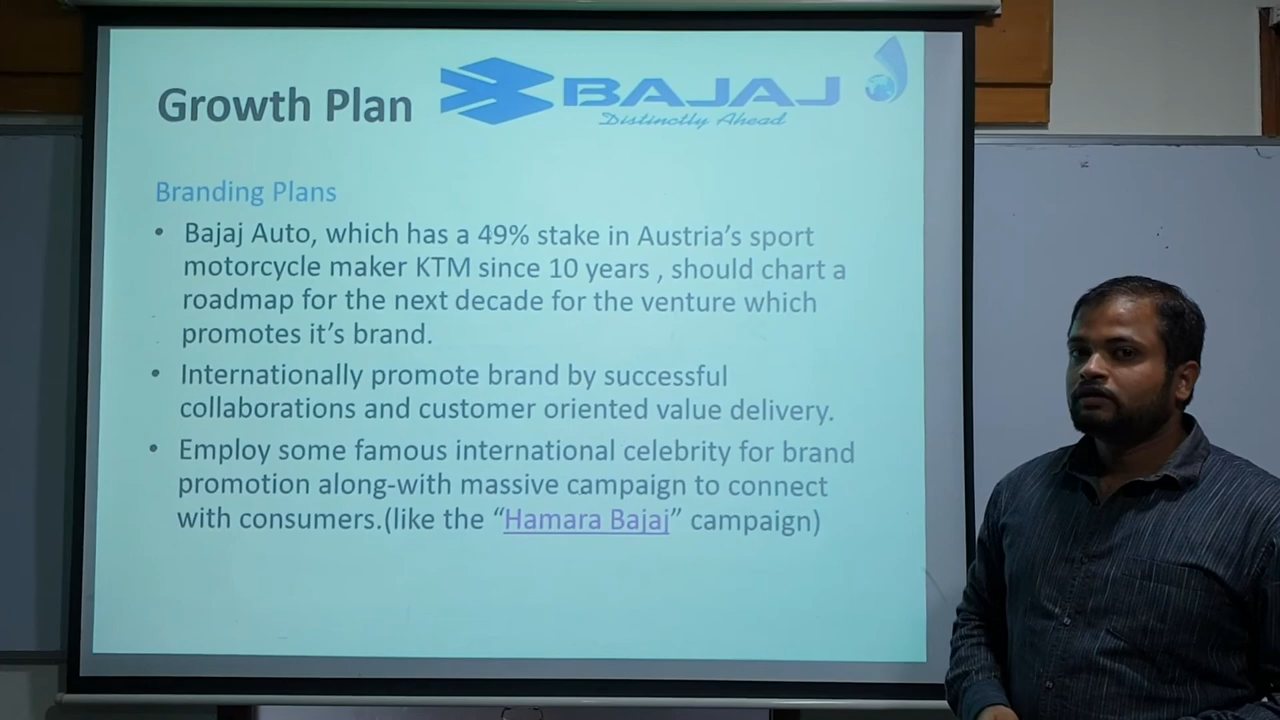 Growth Plan
BAJAJ
Distinctly Ahead
Branding Plans
• Bajaj Auto, which has a 49% stake in Austria’s sport
motorcycle maker KTM since 10 years , should chart a
roadmap for the next decade for the venture which
promotes it’s brand.
• Internationally promote brand by successful
collaborations and customer oriented value delivery.
• Employ some famous international celebrity for brand
promotion along-with massive campaign to connect
with consumers.(like the “Hamara Bajaj” campaign)